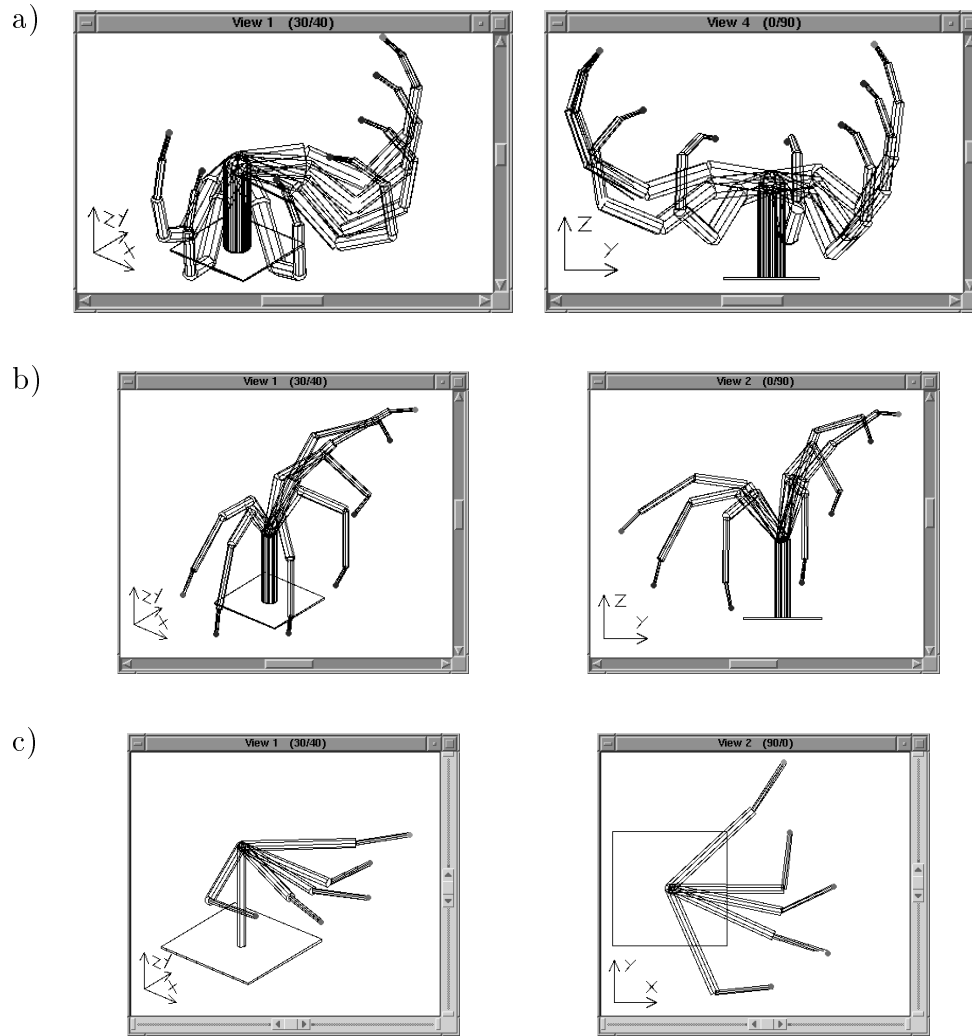 a)
View 1 (30/40)
View 4 (0/90)
Z Y
X
Z
Y
b)
View 1 (30/40)
View 2 (0/90)
Z Y
X
Z
Y
c)
View 1 (30/40)
View 2 (90/0)
Z Y
X
Y
X